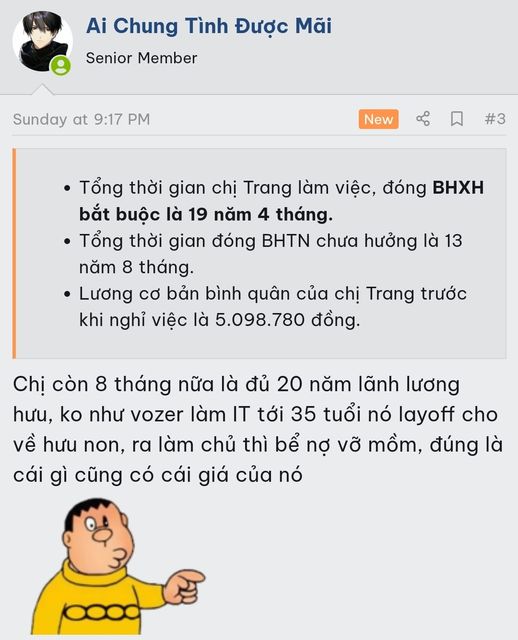 Ai Chung Tình Được Mãi
Senior Member
Sunday at 9:17 PM
New
#3
• Tổng thời gian chị Trang làm việc, đóng BHXH
bắt buộc là 19 năm 4 tháng.
• Tổng thời gian đóng BHTN chưa hưởng là 13
năm 8 tháng.
• Lương cơ bản bình quân của chị Trang trước
khi nghỉ việc là 5.098.780 đồng.
Chị còn 8 tháng nữa là đủ 20 năm lãnh lương
hưu, ko như vozer làm IT tới 35 tuổi nó layoff cho
về hưu non, ra làm chủ thì bể nợ vỡ mồm, đúng là
cái gì cũng có cái giá của nó